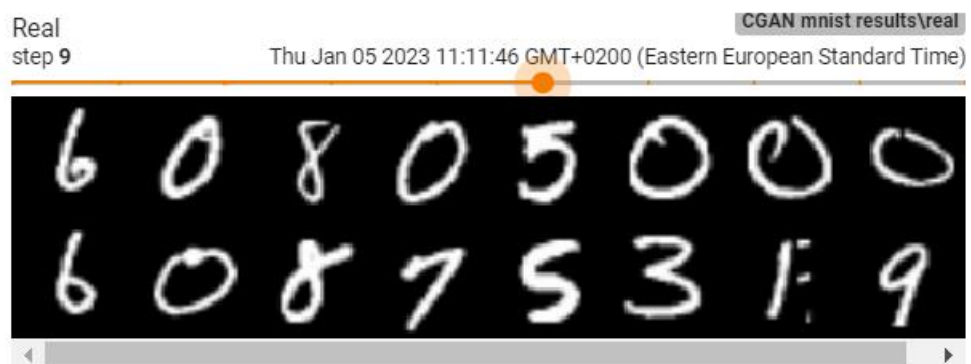 Real
CGAN mnist results\real
step 9
Thu Jan 05 2023 11:11:46 GMT+0200 (Eastern European Standard Time)
6 0 8 0 5 0 0 0
6 0 8 7 5 3 1 9